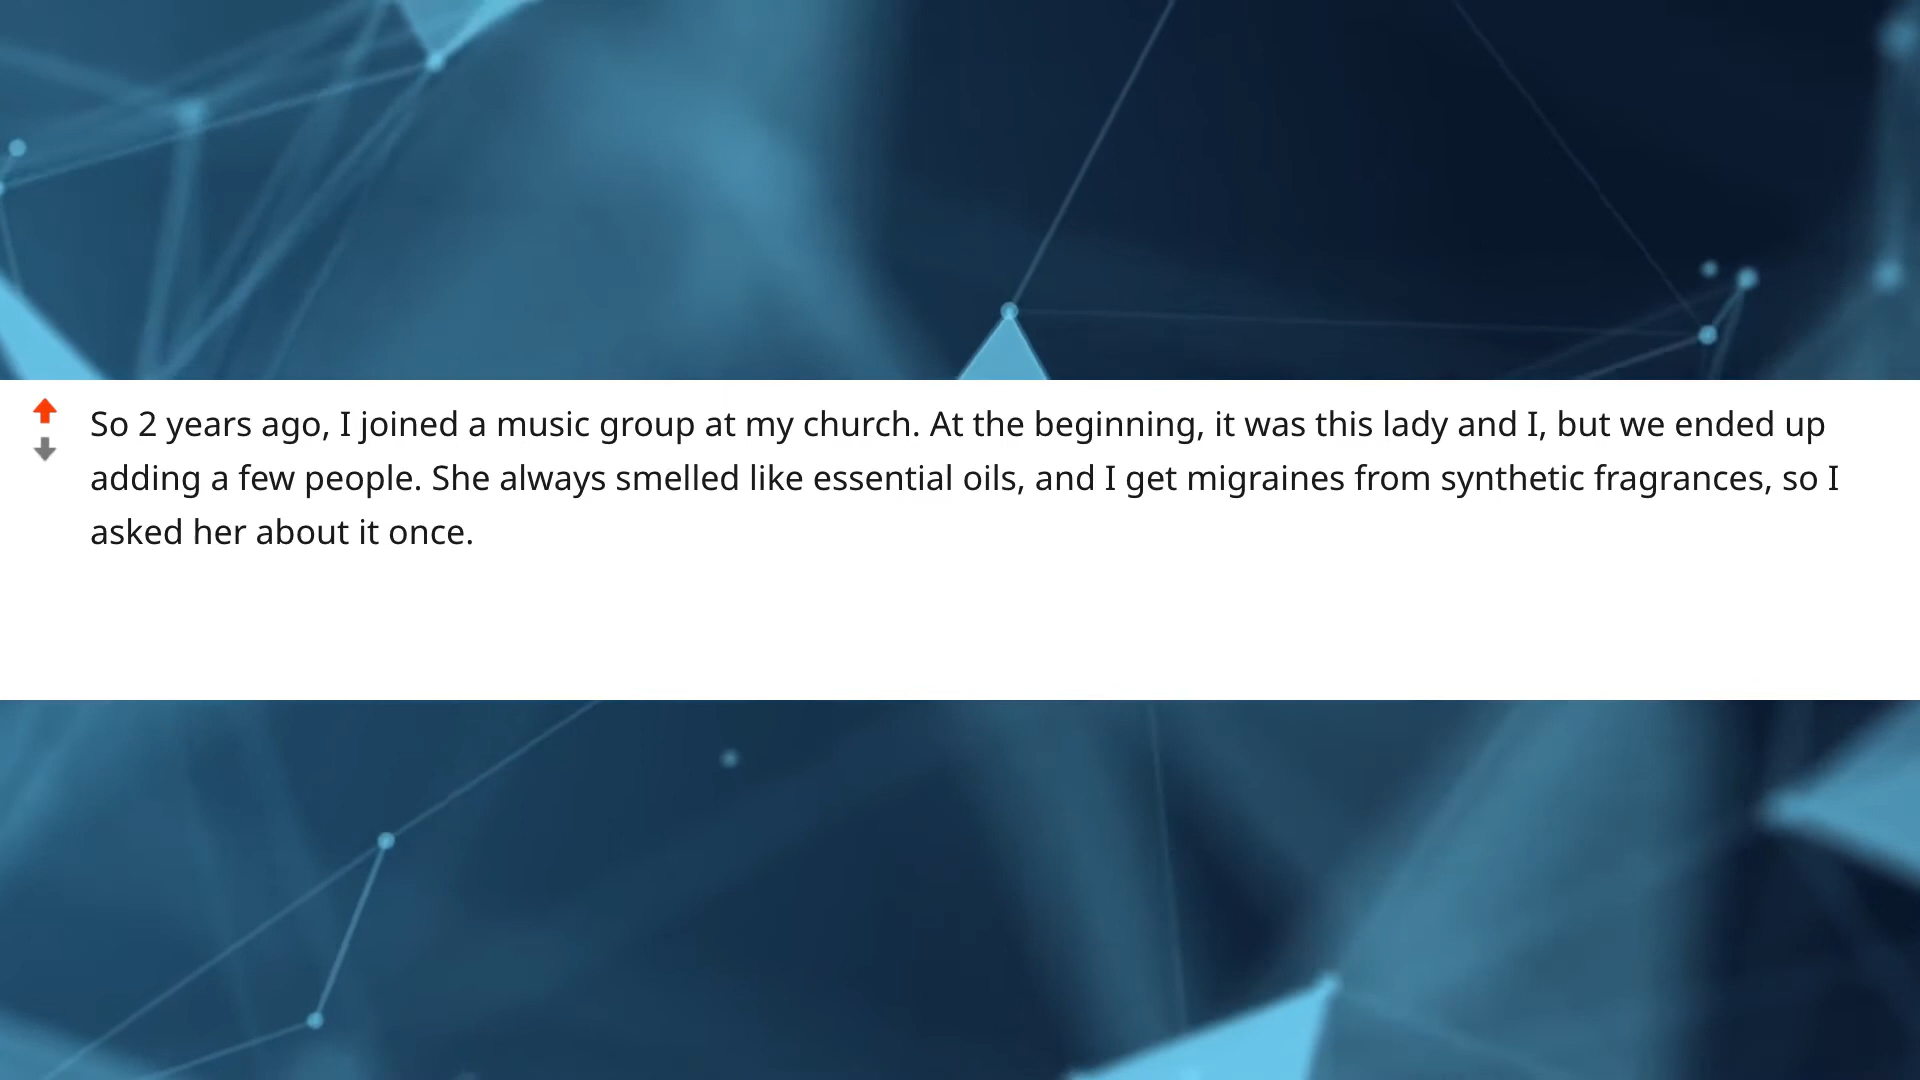 So 2 years ago, I joined a music group at my church. At the beginning, it was this lady and I, but we ended up
adding a few people. She always smelled like essential oils, and I get migraines from synthetic fragrances, so I
asked her about it once.